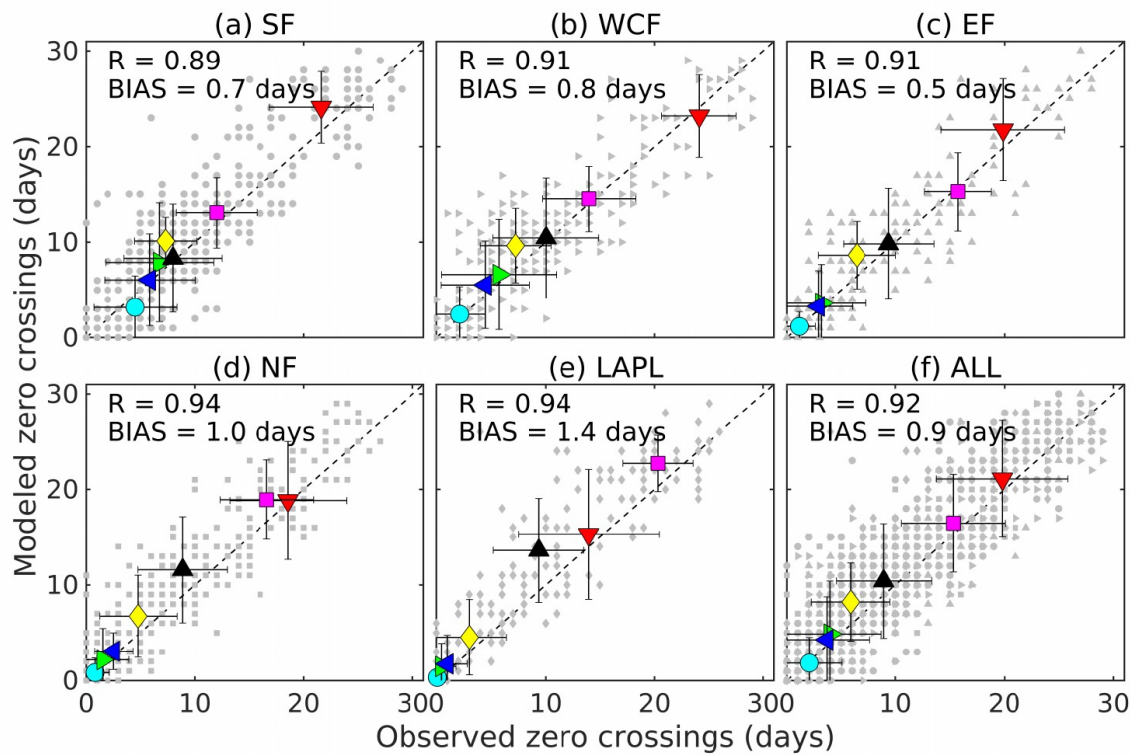 (a) SF
(b) WCF
(c) EF
R = 0.89
BIAS = 0.7 days
R = 0.91
BIAS = 0.8 days
R = 0.91
BIAS = 0.5 days
30
20
10
0
(d) NF
(e) LAPL
(f) ALL
R = 0.94
BIAS = 1.0 days
R = 0.94
BIAS = 1.4 days
R = 0.92
BIAS = 0.9 days
30
20
10
0
0 10 20 30
10 20 30
10 20 30
Modeled zero crossings (days)
Observed zero crossings (days)